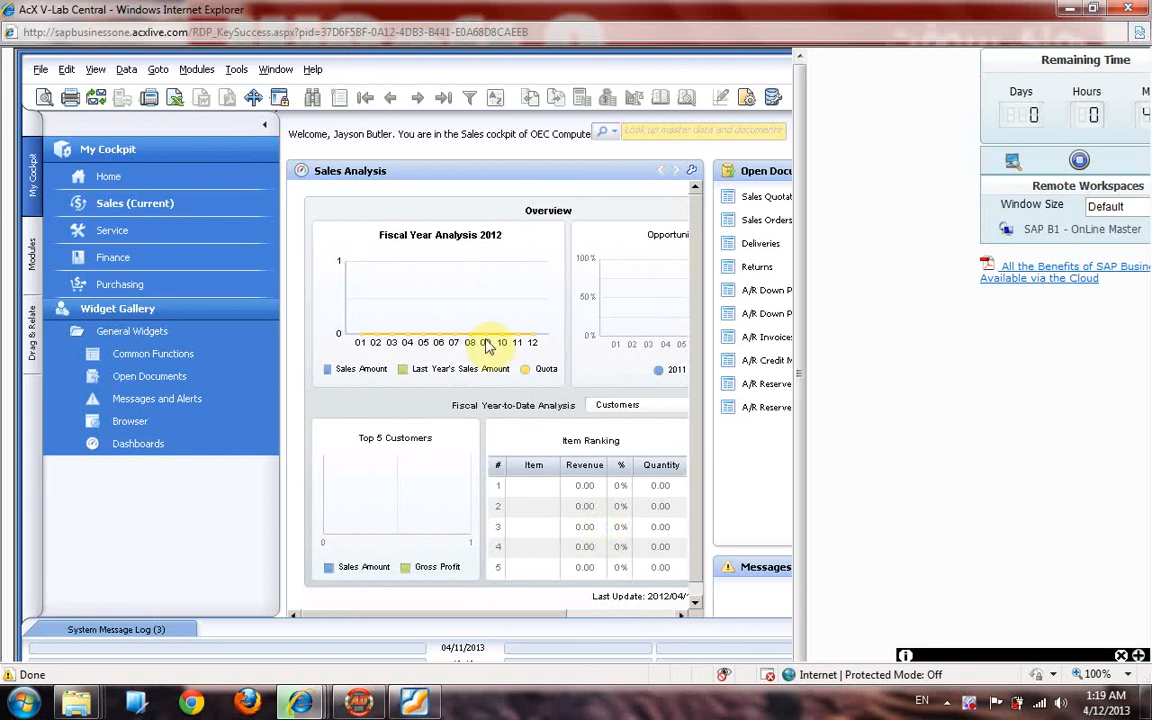 AcX V-Lab Central - Windows Internet Explorer
http://sapbusinessone.acxlive.com/RDP_KeySuccess.aspx?pid=37D6F5BF-0A12-4DB3-B441-E0A68D8CAEEB
File Edit View Data Goto Modules Tools Window Help
Welcome, Jayson Butler. You are in the Sales cockpit of OEC Compute
Look up master data and documents
My Cockpit
Modules
Drag & Relate
My Cockpit
Home
Sales (Current)
Service
Finance
Purchasing
Widget Gallery
General Widgets
Common Functions
Open Documents
Messages and Alerts
Browser
Dashboards
Sales Analysis
Overview
Fiscal Year Analysis 2012
1
0
01 02 03 04 05 06 07 08 09 10 11 12
Sales Amount Last Year's Sales Amount Quota
Opportuni
100%
50%
0%
01 02 03 04 05
2011
Fiscal Year-to-Date Analysis Customers
Top 5 Customers
0 1
Sales Amount Gross Profit
Item Ranking
# Item Revenue % Quantity
1 0.00 0% 0.00
2 0.00 0% 0.00
3 0.00 0% 0.00
4 0.00 0% 0.00
5 0.00 0% 0.00
Last Update: 2012/04/
Open Docu
Sales Quotat
Sales Orders
Deliveries
Returns
A/R Down P
A/R Down P
A/R Invoices
A/R Credit M
A/R Reserve
A/R Reserve
Messages
Remaining Time
Days Hours M
0 0 4
Remote Workspaces
Window Size Default
SAP B1 - OnLine Master
All the Benefits of SAP Busin
Available via the Cloud
System Message Log (3)
04/11/2013
Done
Internet | Protected Mode: Off
100%
EN
1:19 AM
4/12/2013